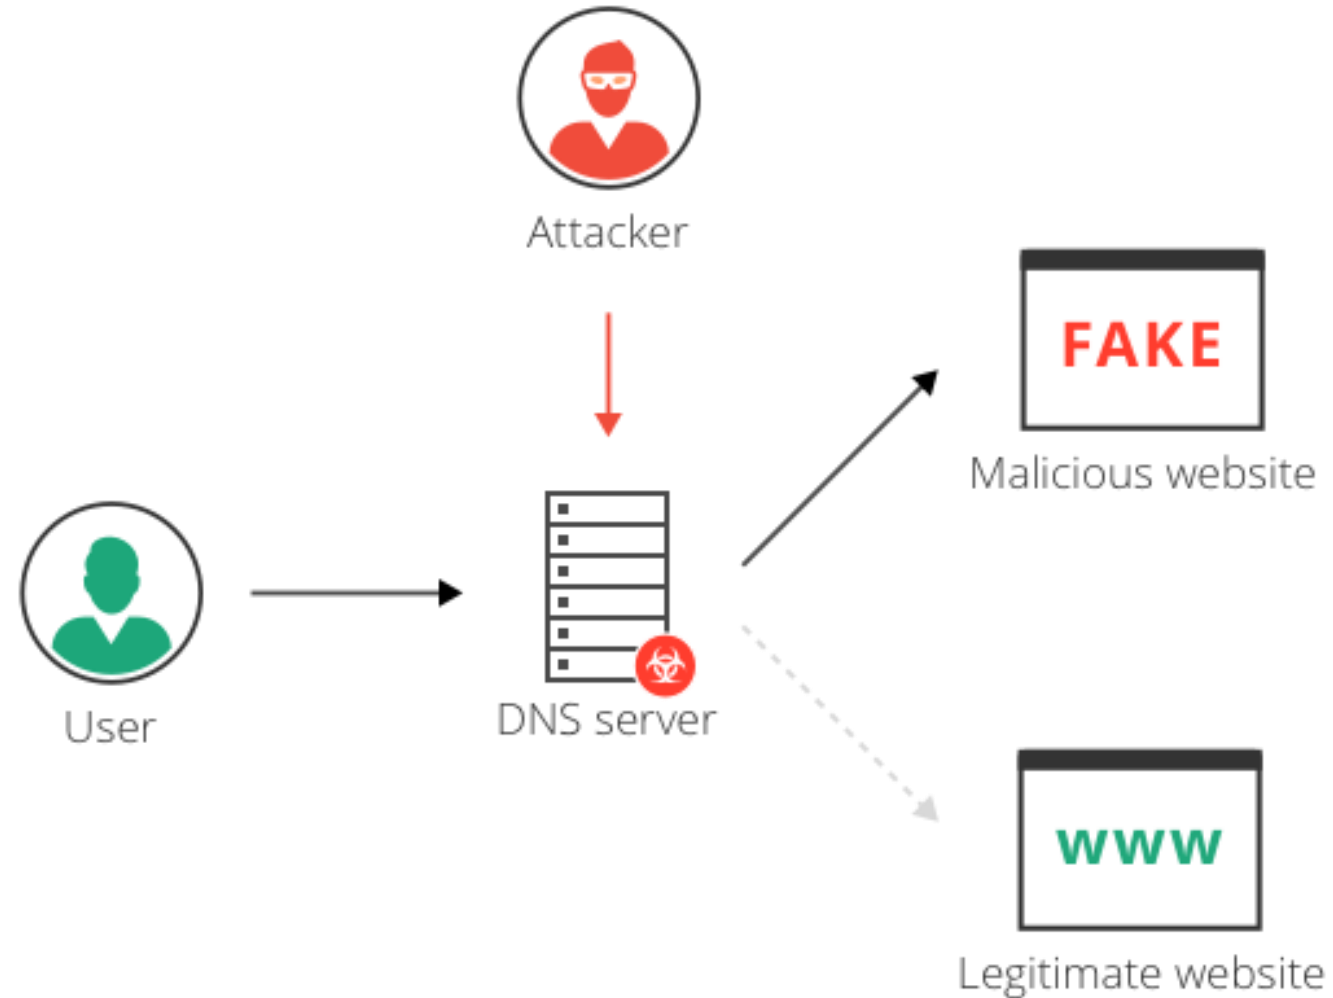 Attacker
FAKE
Malicious website
User
DNS server
www
Legitimate website